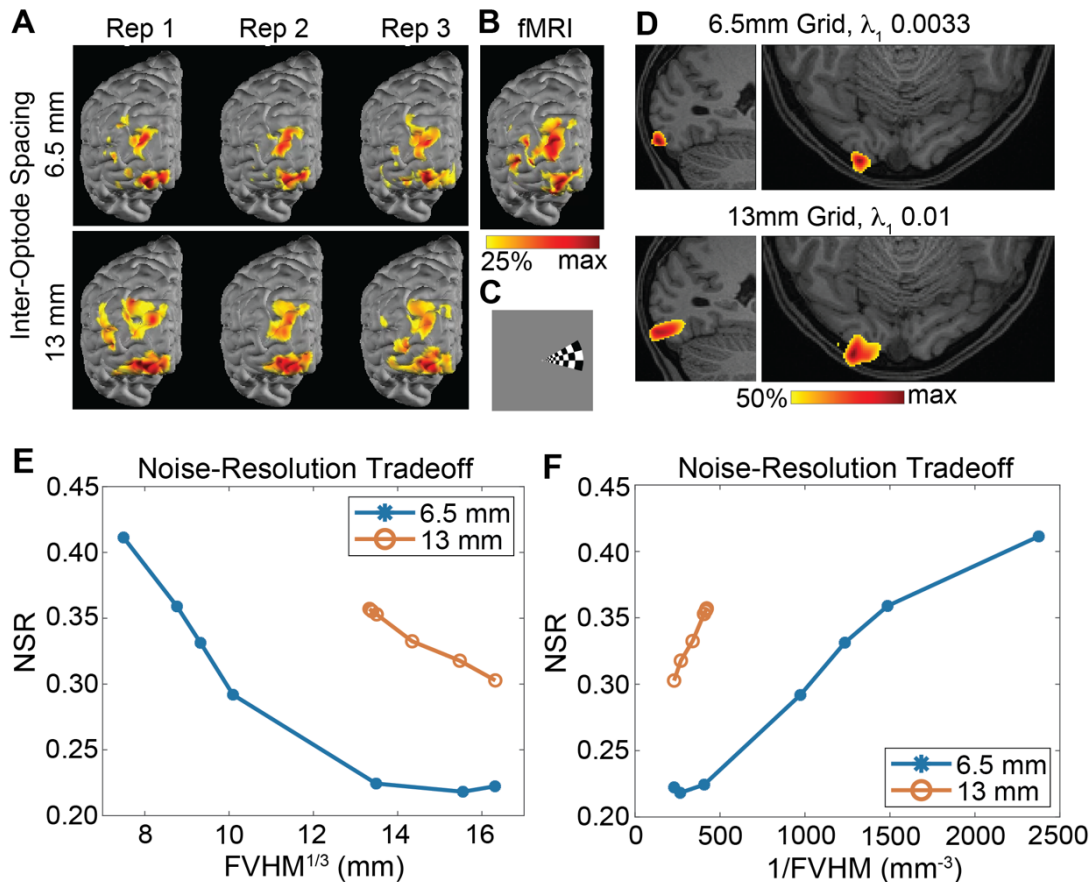 A
Rep 1
Rep 2
Rep 3
B
fMRI
D
6.5mm Grid, λ₁ 0.0033
Inter-Optode Spacing
6.5 mm
13 mm
25% max
C
13mm Grid, λ₁ 0.01
50% max
E
Noise-Resolution Tradeoff
NSR
0.45
0.40
0.35
0.30
0.25
0.20
6.5 mm
13 mm
8 10 12 14 16
FVHM^1/3 (mm)
F
Noise-Resolution Tradeoff
NSR
0.45
0.40
0.35
0.30
0.25
0.20
6.5 mm
13 mm
0 500 1000 1500 2000 2500
1/FVHM (mm⁻³)